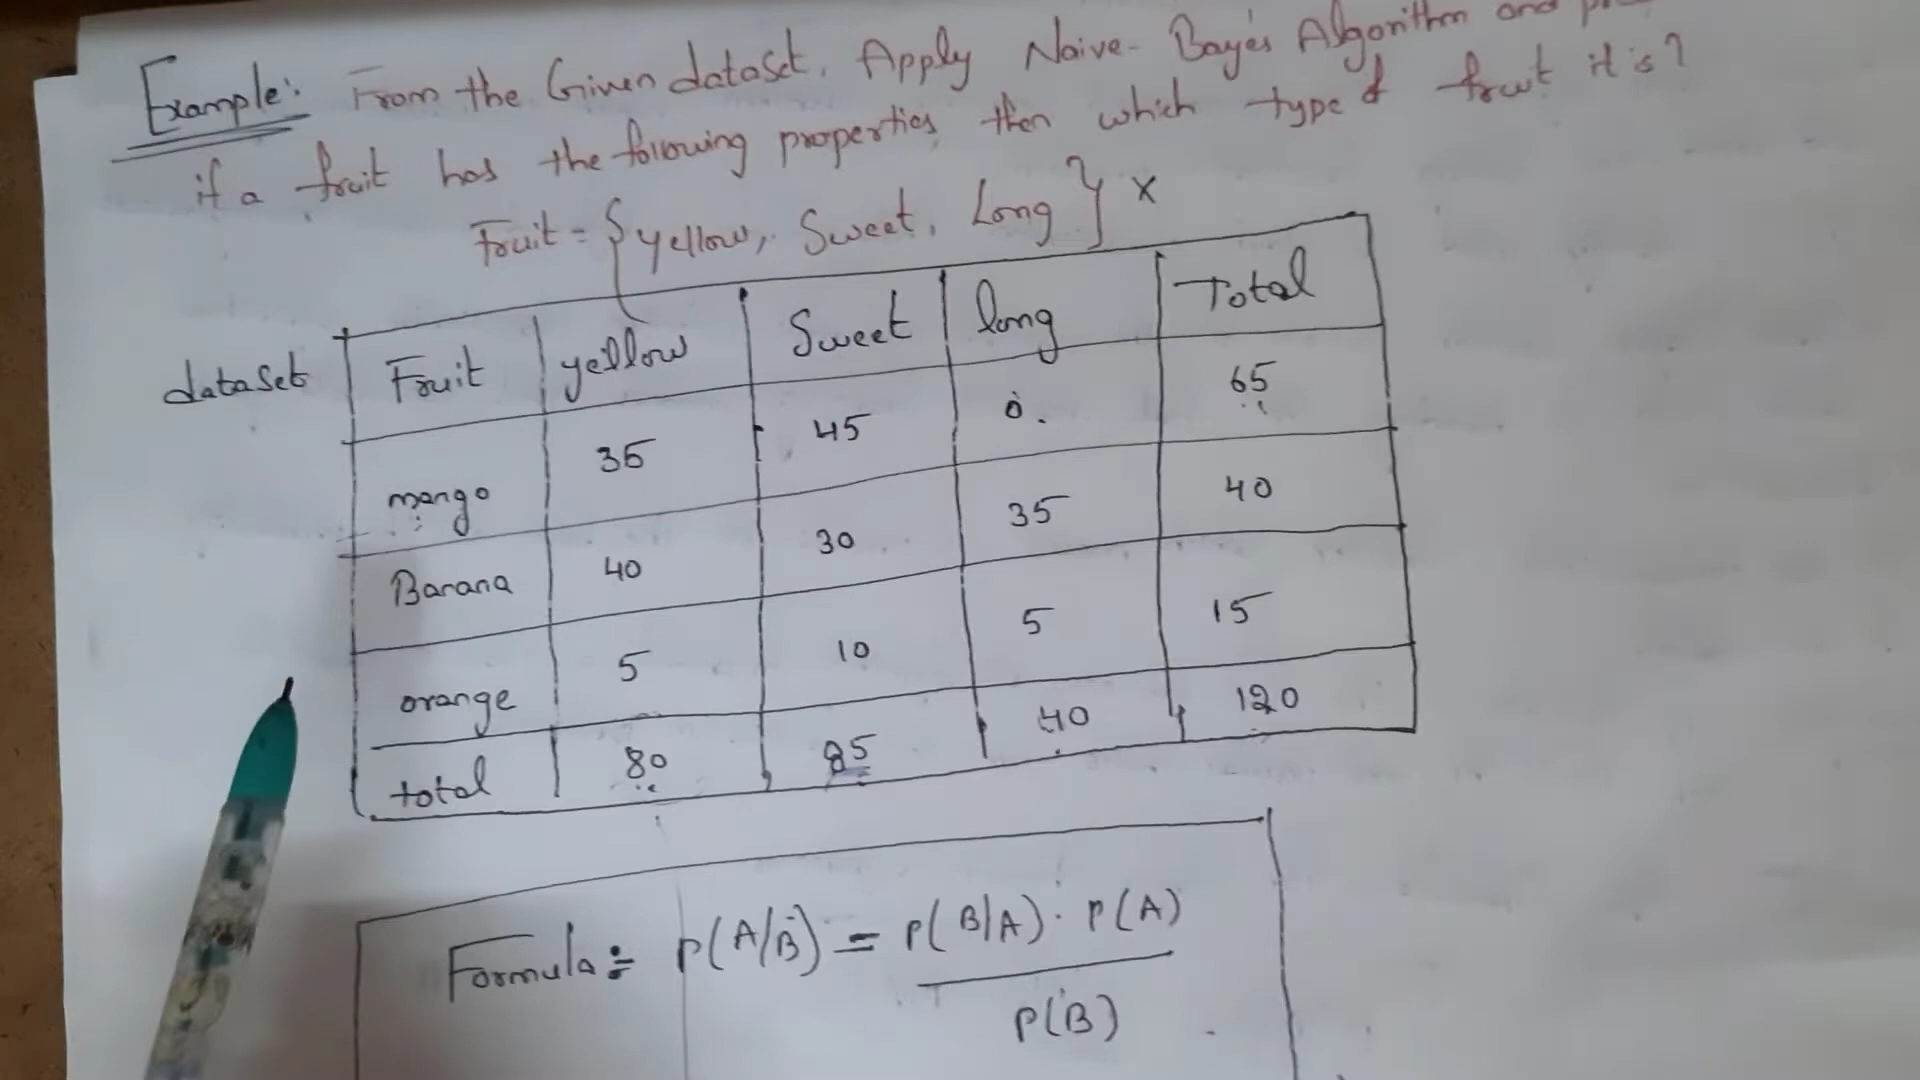 Example: From the Given dataset, Apply Naive-Bayes Algorithm and
if a fruit has the following properties then which type of fruit it is?
Fruit = {yellow, Sweet, Long} x
dataset
Fruit yellow Sweet long Total
mango 35 45 0 65
Banana 40 30 35 40
orange 5 10 5 15
total 80 85 40 120
Formula: P(A/B) = P(B/A) · P(A)
P(B)